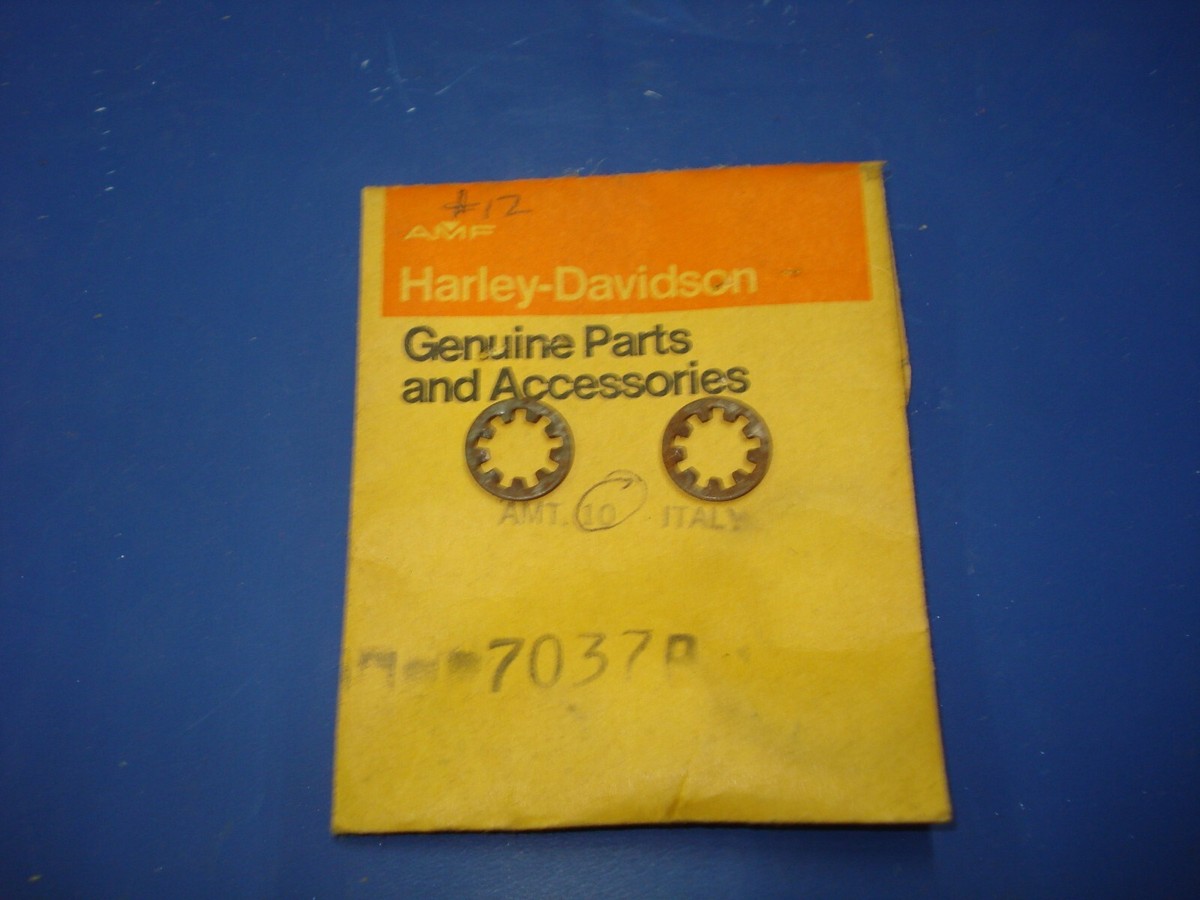 #12
AMF
Harley-Davidson
Genuine Parts
and Accessories
AMT. 10 ITALY
7037